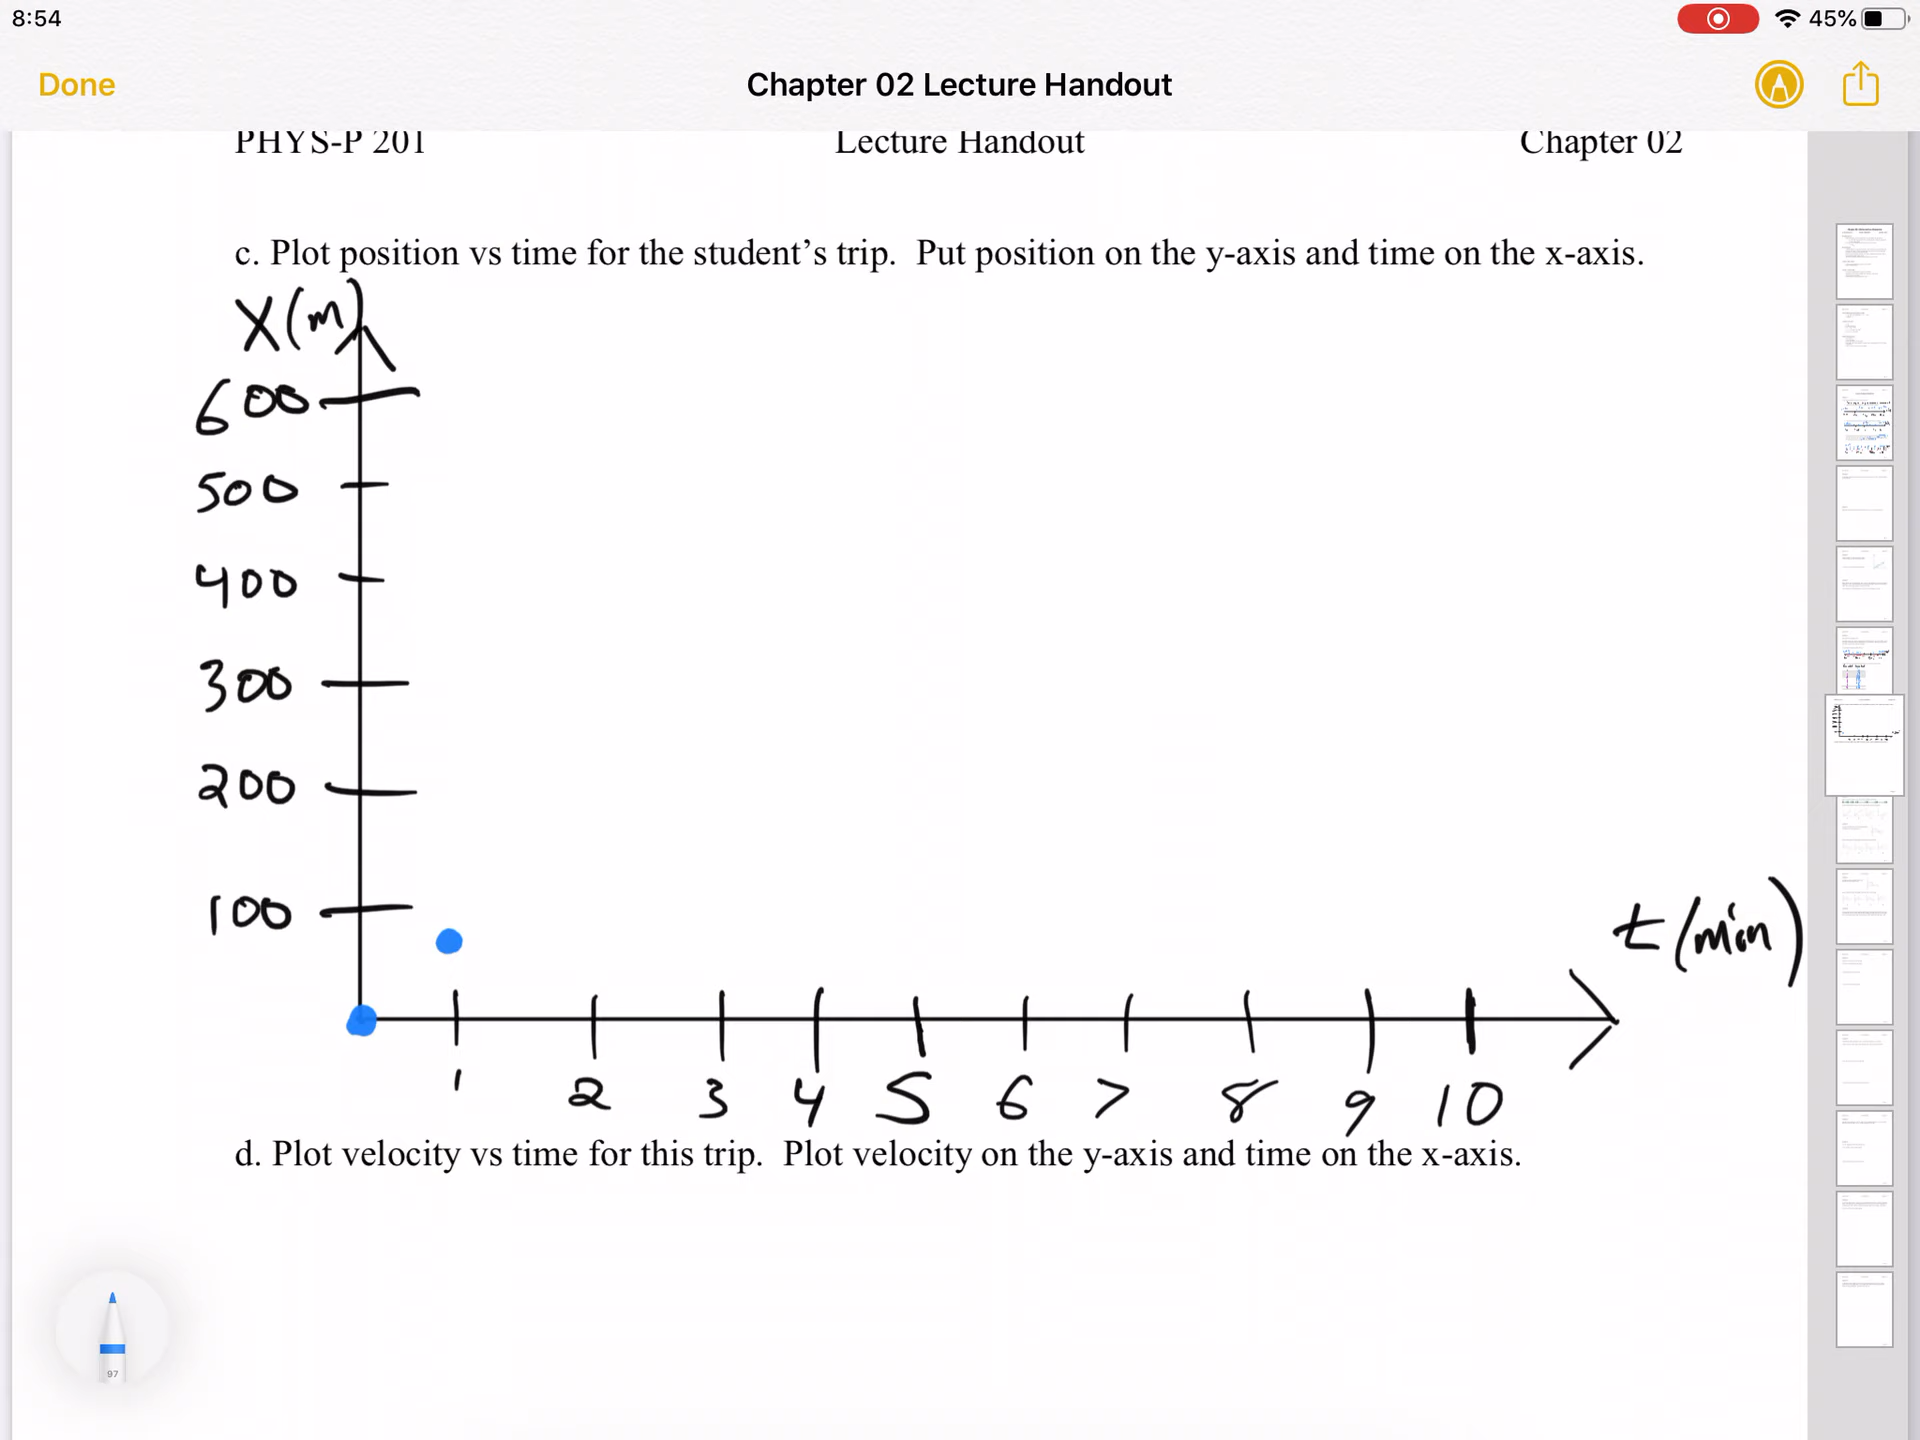 8:54
45%
Done
Chapter 02 Lecture Handout
PHYS-P 201 Lecture Handout Chapter 02
c. Plot position vs time for the student's trip. Put position on the y-axis and time on the x-axis.
X(m)
600
500
400
300
200
100
t(min)
1 2 3 4 5 6 7 8 9 10
d. Plot velocity vs time for this trip. Plot velocity on the y-axis and time on the x-axis.
97